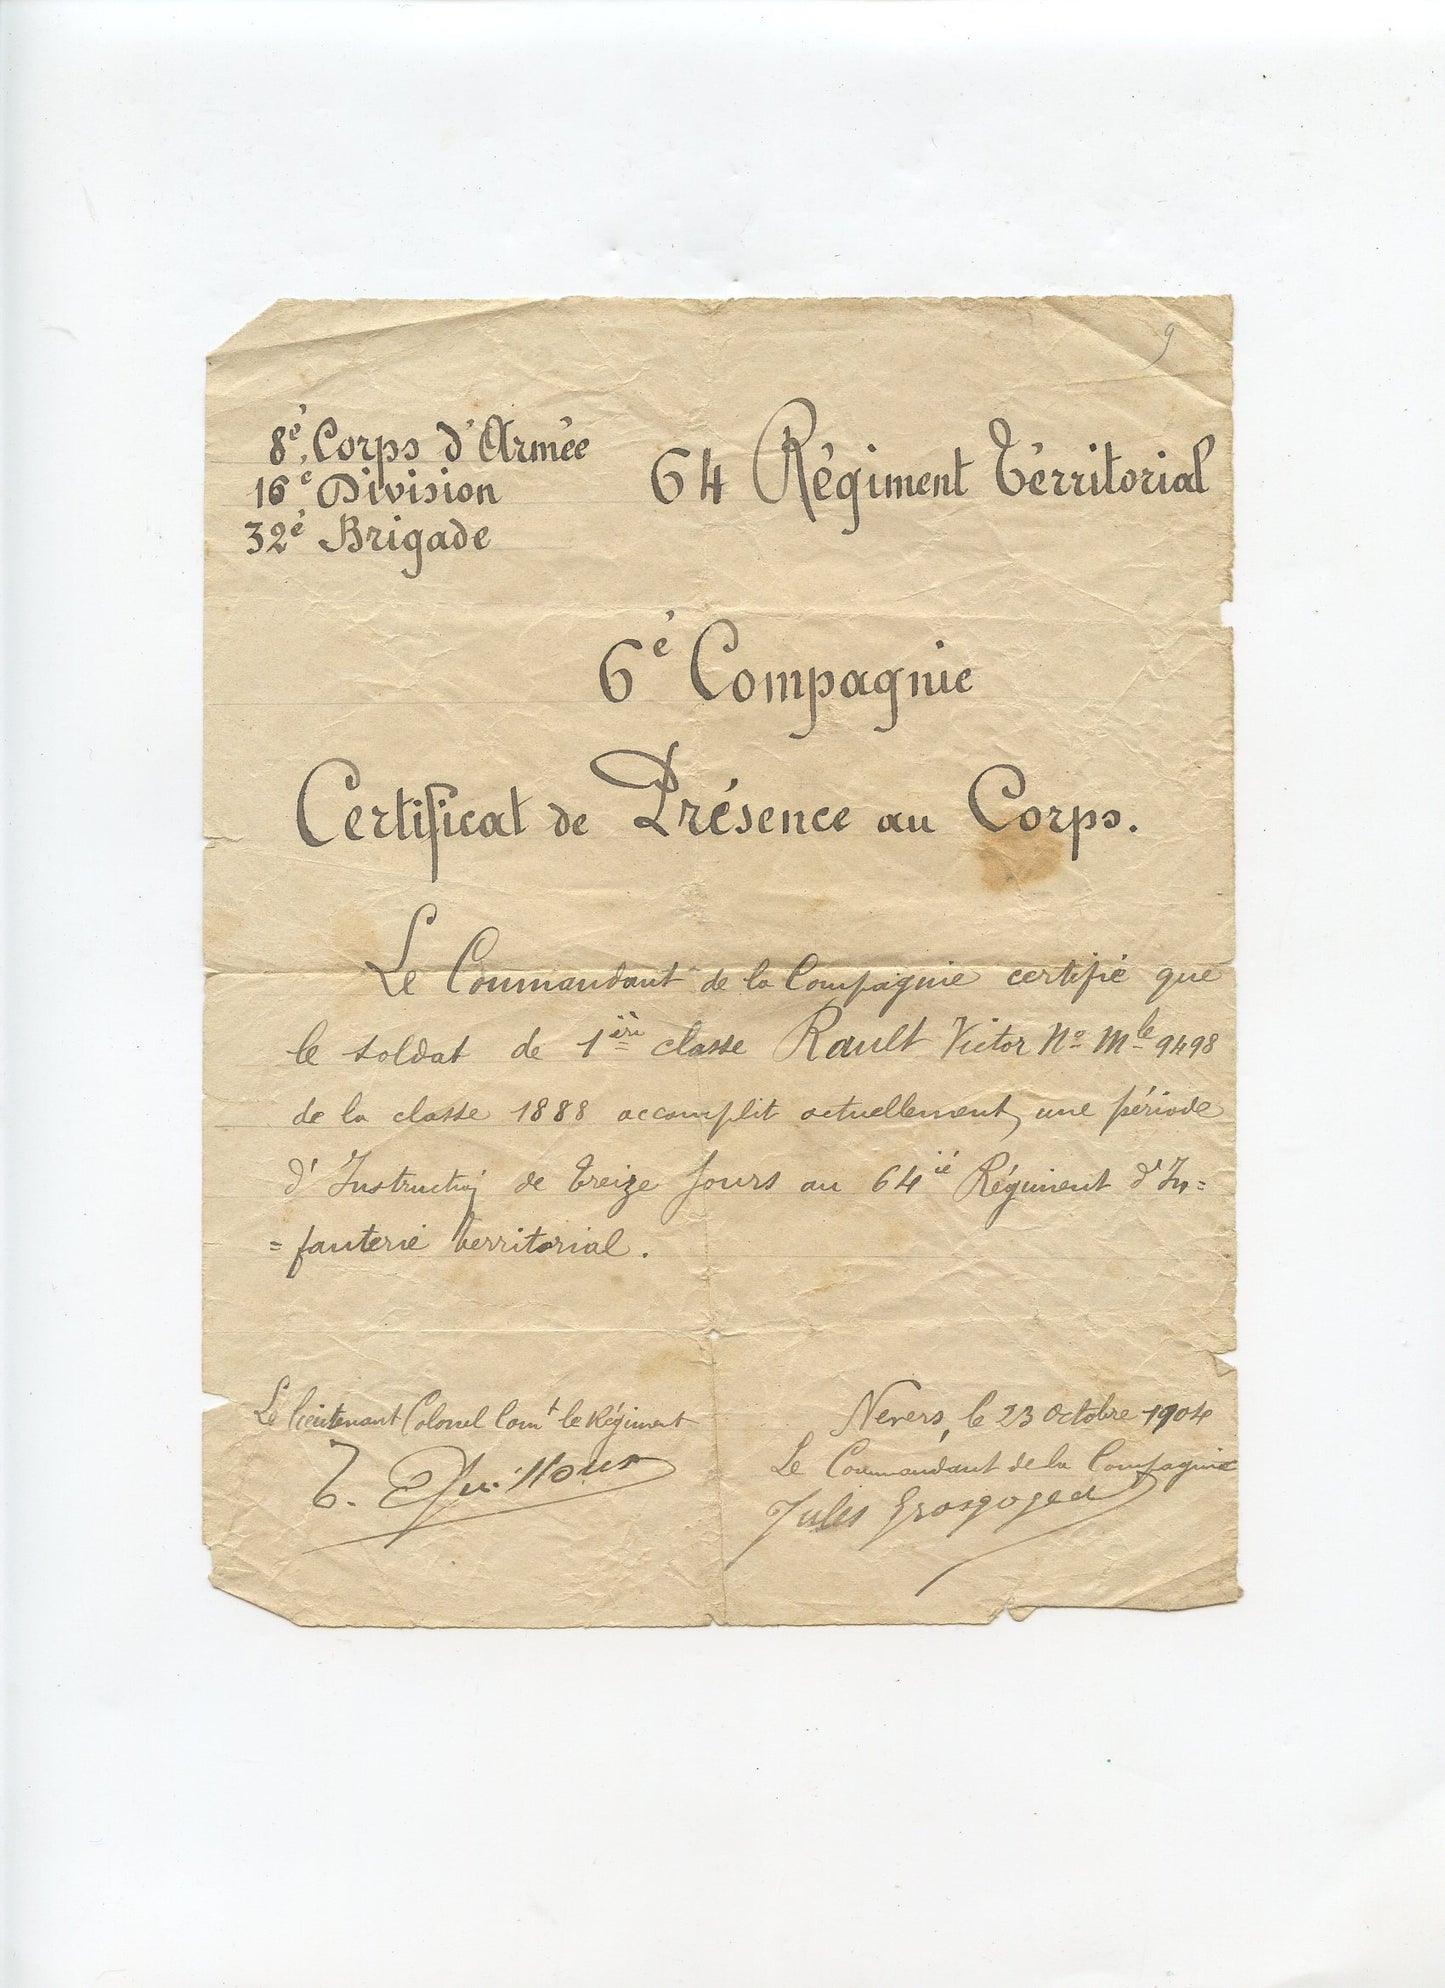 9
8e Corps d'Armée
16e Division
32e Brigade
64 Régiment Térritorial
6e Compagnie
Certificat de Présence au Corps.
Le Commandant de la Compagnie certifie que
le soldat de 1ère classe Rault Victor No Mle 9498
de la classe 1888 accomplit actuellement, une période
d'Instruction de treize Jours au 64iè Régiment d'In=
=fanterie territorial.
Le lieutenant Colonel Comt le Régiment
Nevers, le 23 Octobre 1904
Le Commandant de la Compagnie
Jules